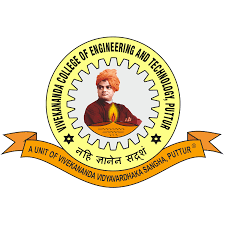 VIVEKANANDA COLLEGE OF ENGINEERING AND TECHNOLOGY, PUTTUR
नहि ज्ञानेन सदृशं
A UNIT OF VIVEKANANDA VIDYAVARDHAKA SANGHA, PUTTUR ®